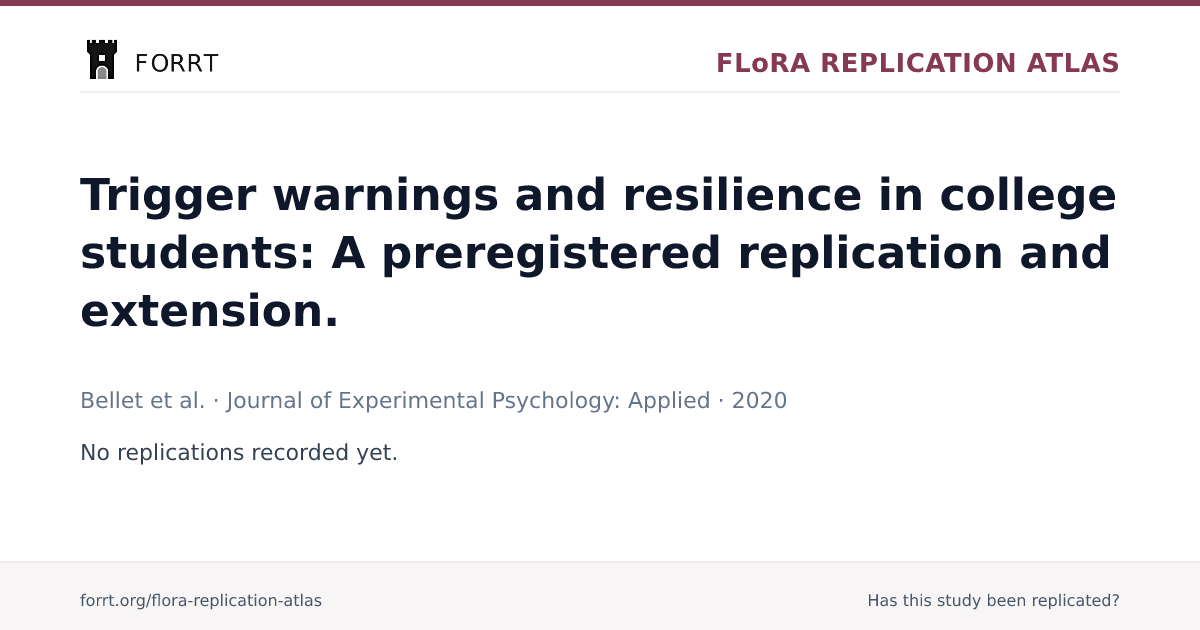 FORRT
FLoRA REPLICATION ATLAS
Trigger warnings and resilience in college
students: A preregistered replication and
extension.
Bellet et al. · Journal of Experimental Psychology: Applied · 2020
No replications recorded yet.
forrt.org/flora-replication-atlas
Has this study been replicated?